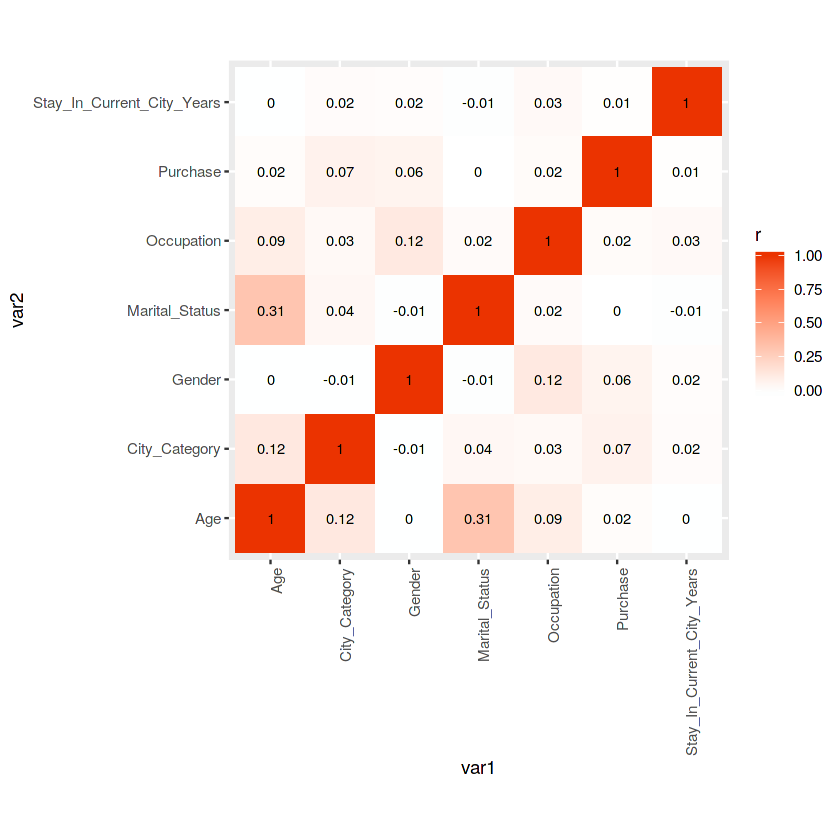 Stay_In_Current_City_Years 0 0.02 0.02 -0.01 0.03 0.01 1
Purchase 0.02 0.07 0.06 0 0.02 1 0.01
Occupation 0.09 0.03 0.12 0.02 1 0.02 0.03
Marital_Status 0.31 0.04 -0.01 1 0.02 0 -0.01
Gender 0 -0.01 1 -0.01 0.12 0.06 0.02
City_Category 0.12 1 -0.01 0.04 0.03 0.07 0.02
Age 1 0.12 0 0.31 0.09 0.02 0
var2
Age
City_Category
Gender
Marital_Status
Occupation
Purchase
Stay_In_Current_City_Years
var1
r
1.00
0.75
0.50
0.25
0.00